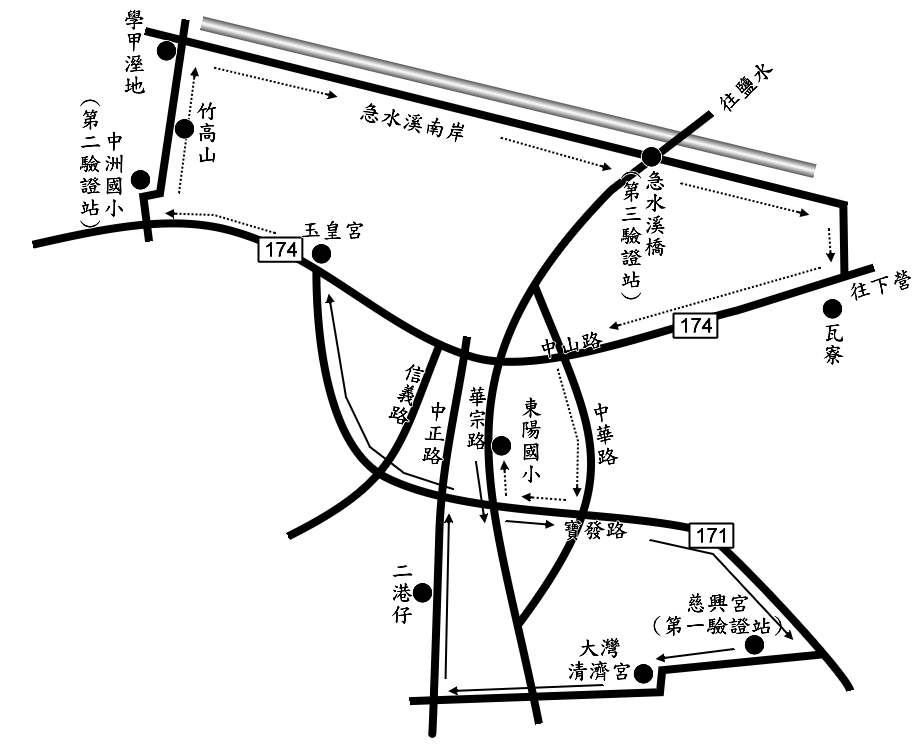 學甲溼地
往鹽水
竹高山
急水溪南岸
中洲國小
（第二驗證站）
急水溪橋
（第三驗證站）
玉皇宮
174
往下營
174
瓦寮
中山路
信義路
中正路
華宗路
東陽國小
中華路
寶發路
171
二港仔
慈興宮
（第一驗證站）
大灣
清濟宮